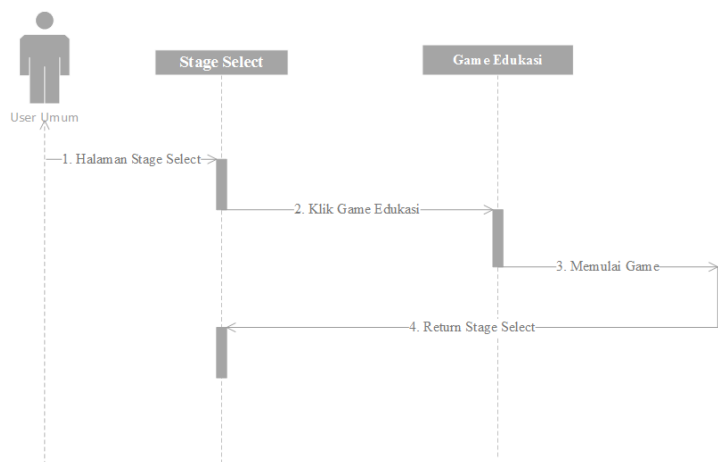 Stage Select
Game Edukasi
User Umum
1. Halaman Stage Select
2. Klik Game Edukasi
3. Memulai Game
4. Return Stage Select